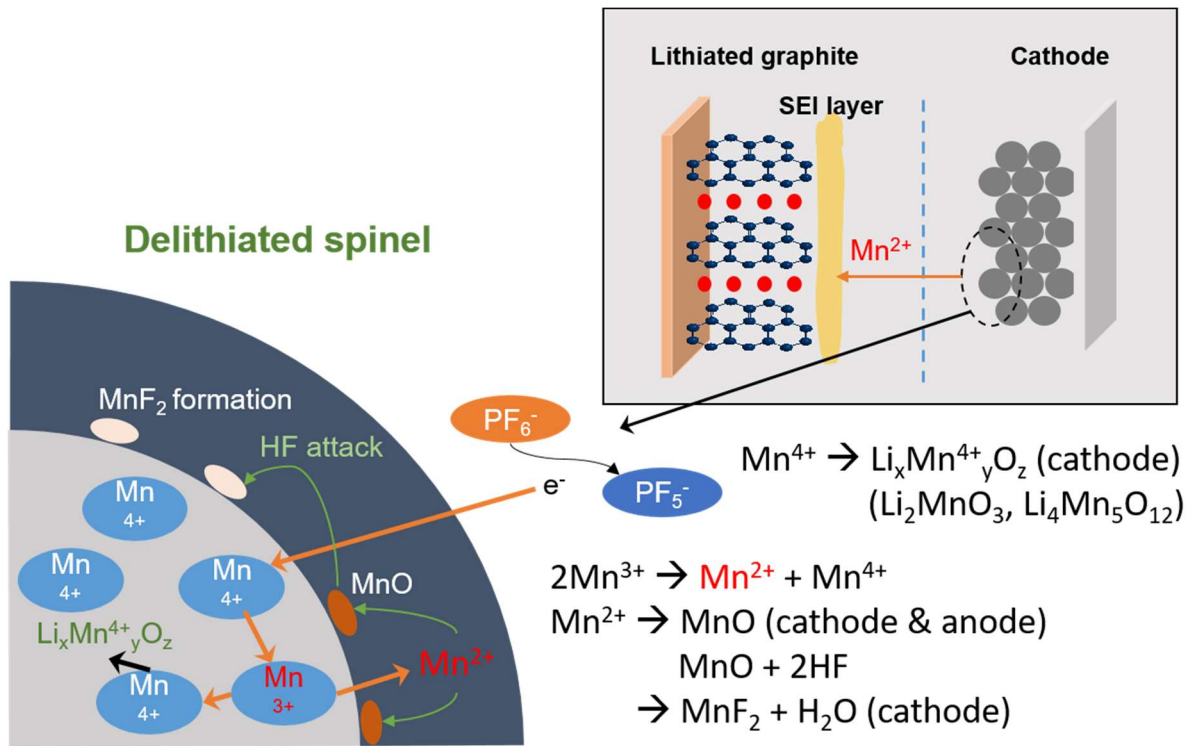 Lithiated graphite
Cathode
SEI layer
Mn²⁺
Delithiated spinel
MnF₂ formation
HF attack
PF₆⁻
e⁻
PF₅⁻
Mn⁴⁺ → LiₓMn⁴⁺ᵧO_z (cathode)
(Li₂MnO₃, Li₄Mn₅O₁₂)
Mn
4+
Mn
4+
Mn
4+
MnO
LiₓMn⁴⁺ᵧO_z
Mn
4+
Mn
3+
Mn²⁺
2Mn³⁺ → Mn²⁺ + Mn⁴⁺
Mn²⁺ → MnO (cathode & anode)
MnO + 2HF
→ MnF₂ + H₂O (cathode)